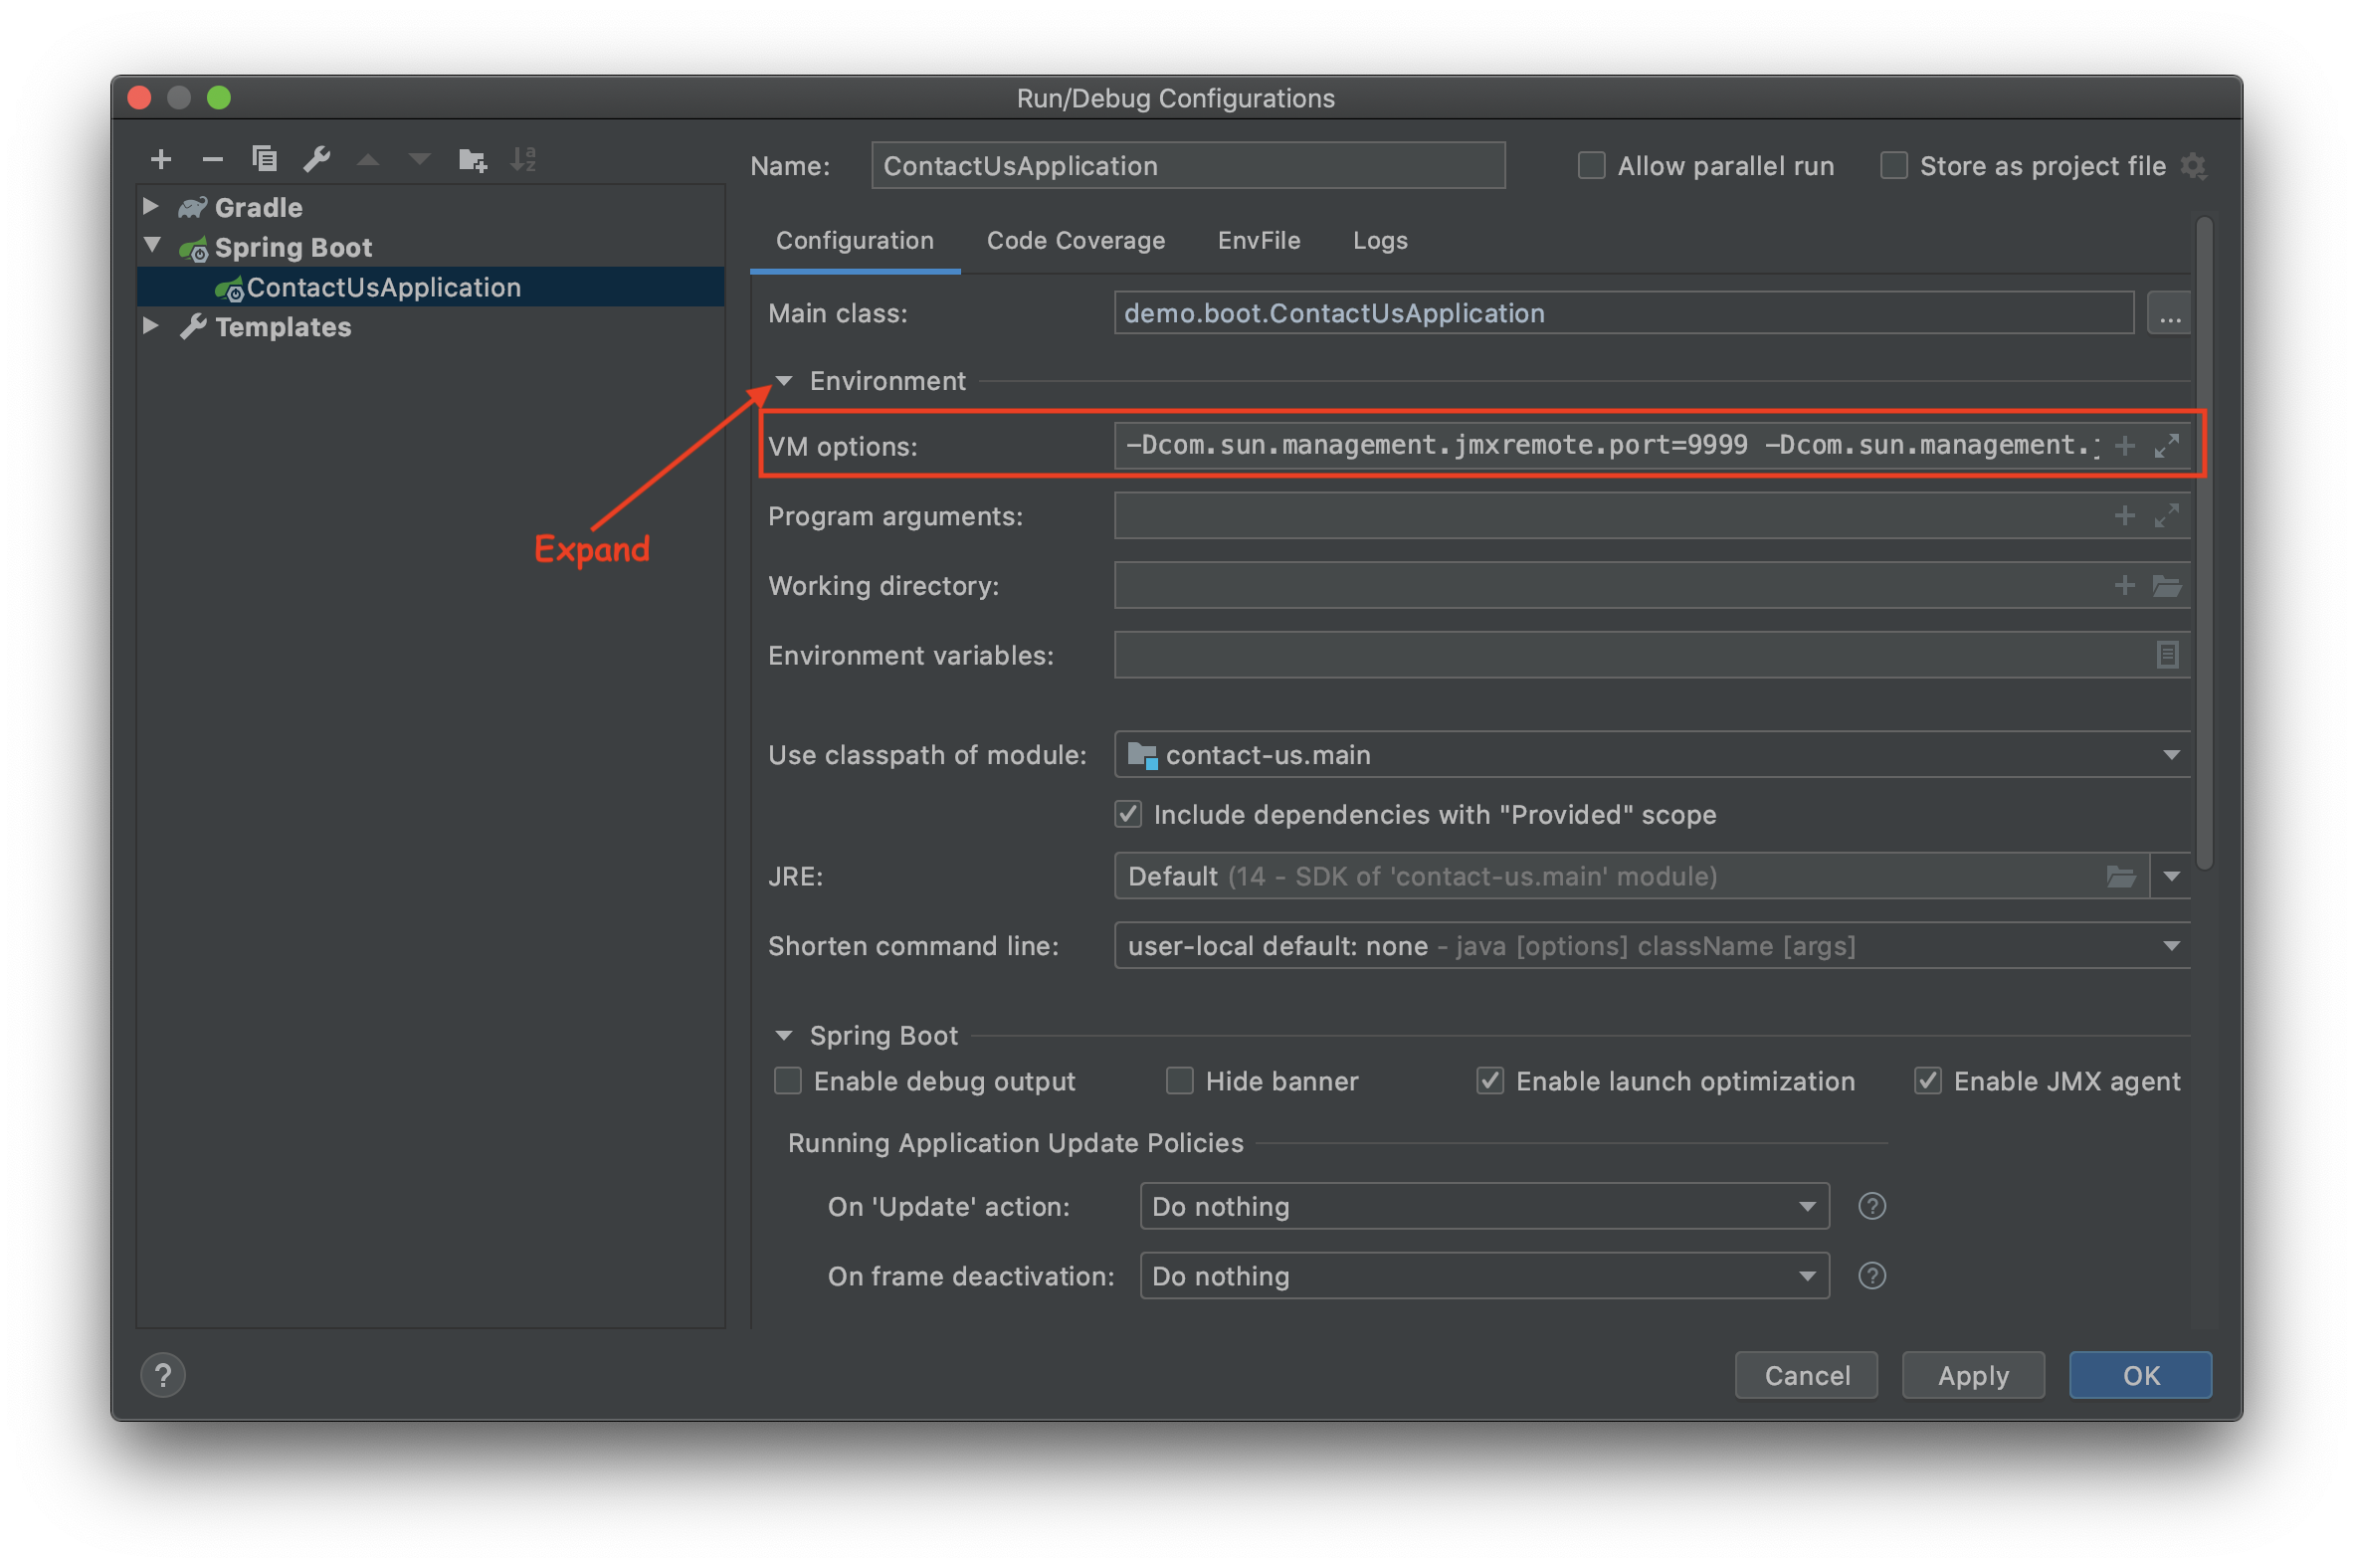 Run/Debug Configurations
Name: ContactUsApplication Allow parallel run Store as project file
Gradle
Spring Boot
ContactUsApplication
Templates
Configuration Code Coverage EnvFile Logs
Main class: demo.boot.ContactUsApplication ...
Environment
VM options: -Dcom.sun.management.jmxremote.port=9999 -Dcom.sun.management.j
Expand
Program arguments:
Working directory:
Environment variables:
Use classpath of module: contact-us.main
Include dependencies with "Provided" scope
JRE: Default (14 - SDK of 'contact-us.main' module)
Shorten command line: user-local default: none - java [options] className [args]
Spring Boot
Enable debug output Hide banner Enable launch optimization Enable JMX agent
Running Application Update Policies
On 'Update' action: Do nothing ?
On frame deactivation: Do nothing ?
? Cancel Apply OK